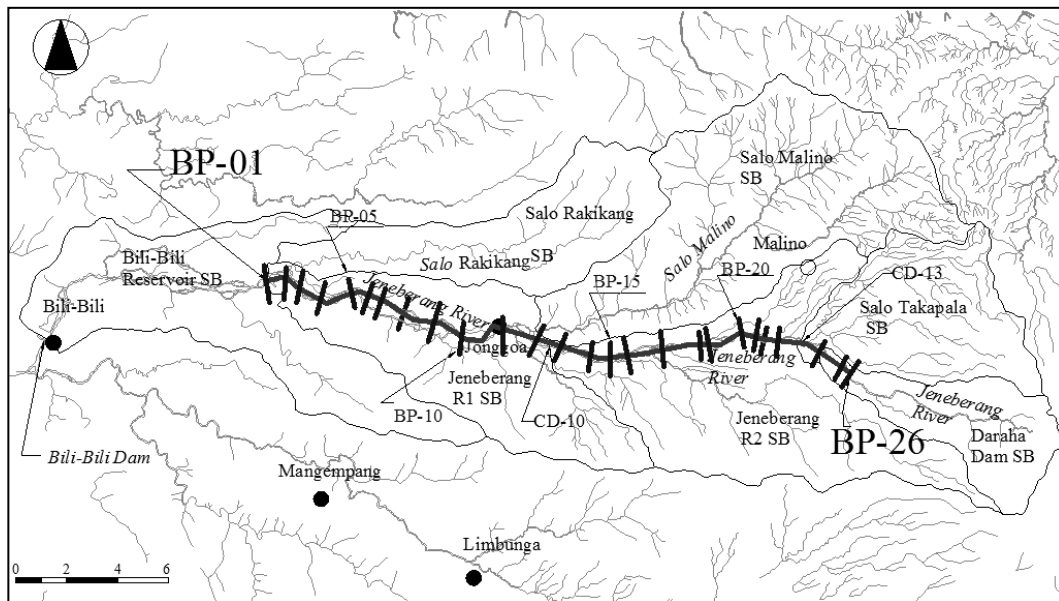 Salo Malino
SB
BP-01
BP-05
Salo Rakikang
Salo Malino
Malino
Bili-Bili
Reservoir SB
Salo Rakikang SB
BP-15
BP-20
CD-13
Jeneberang River
Bili-Bili
Salo Takapala
SB
Jonggoa
Jeneberang
River
Jeneberang
R1 SB
BP-10
CD-10
Jeneberang
R2 SB
Jeneberang
River
BP-26
Daraha
Dam SB
Bili-Bili Dam
Mangempang
Limbunga
0 2 4 6